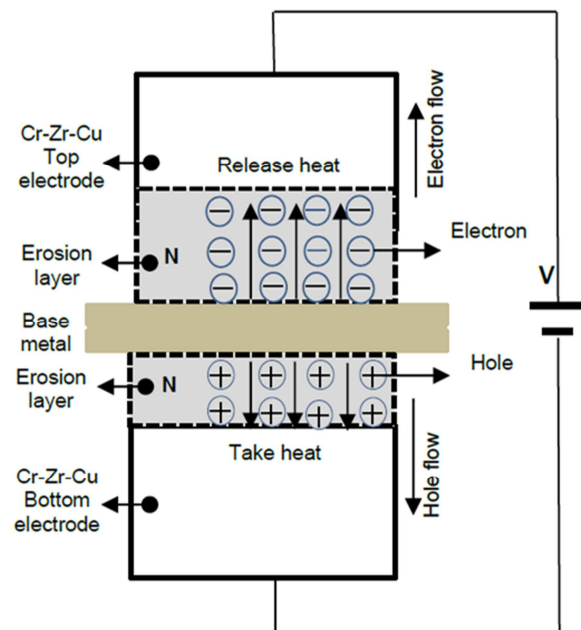 Cr-Zr-Cu
Top
electrode
Release heat
Electron flow
Electron
Erosion
layer
N
V
Base
metal
Erosion
layer
N
Hole
Take heat
Hole flow
Cr-Zr-Cu
Bottom
electrode